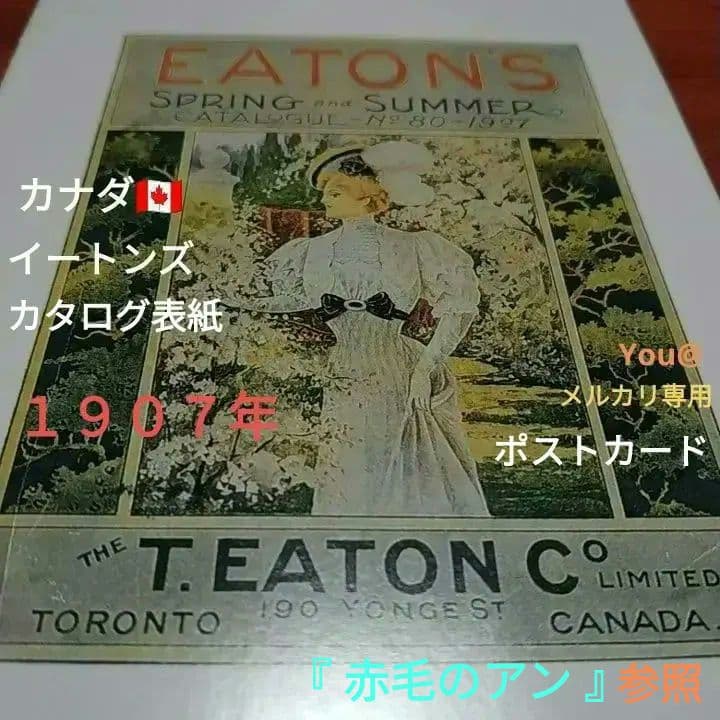 EATON'S
SPRING and SUMMER
CATALOGUE - No 80 - 1907
カナダ🇨🇦
イートンズ
カタログ表紙
You@
メルカリ専用
1907年
ポストカード
THE T. EATON Co LIMITED
190 YONGE ST
TORONTO CANADA.
『 赤毛のアン 』参照